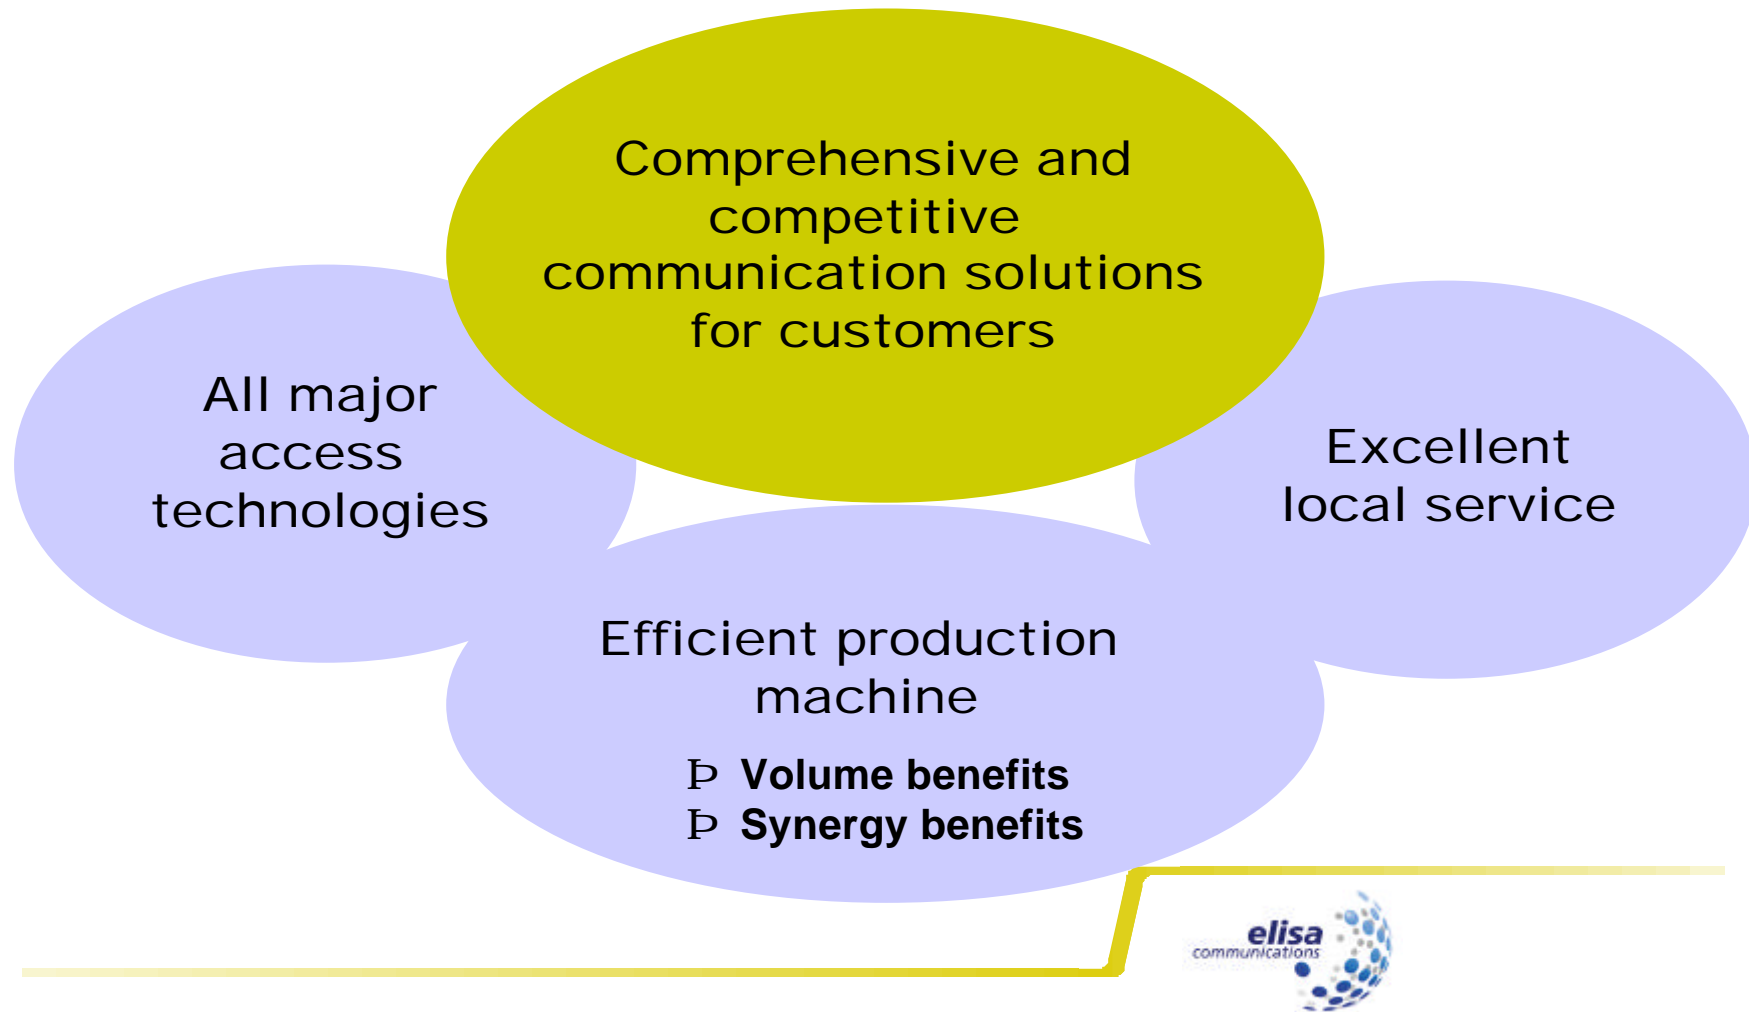 Comprehensive and
competitive
communication solutions
for customers
All major
access
technologies
Excellent
local service
Efficient production
machine
Þ Volume benefits
Þ Synergy benefits
elisa
communications